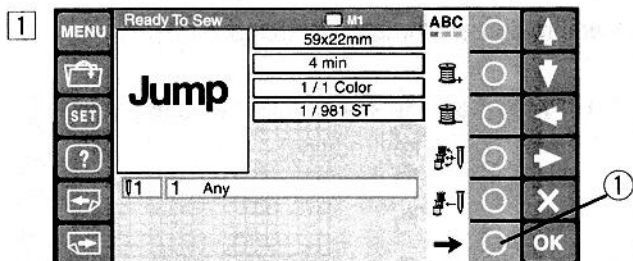 1
MENU
Ready To Sew
M1
ABC
59x22mm
4 min
Jump
1 / 1 Color
1 / 981 ST
SET
?
1
1 Any
1
OK